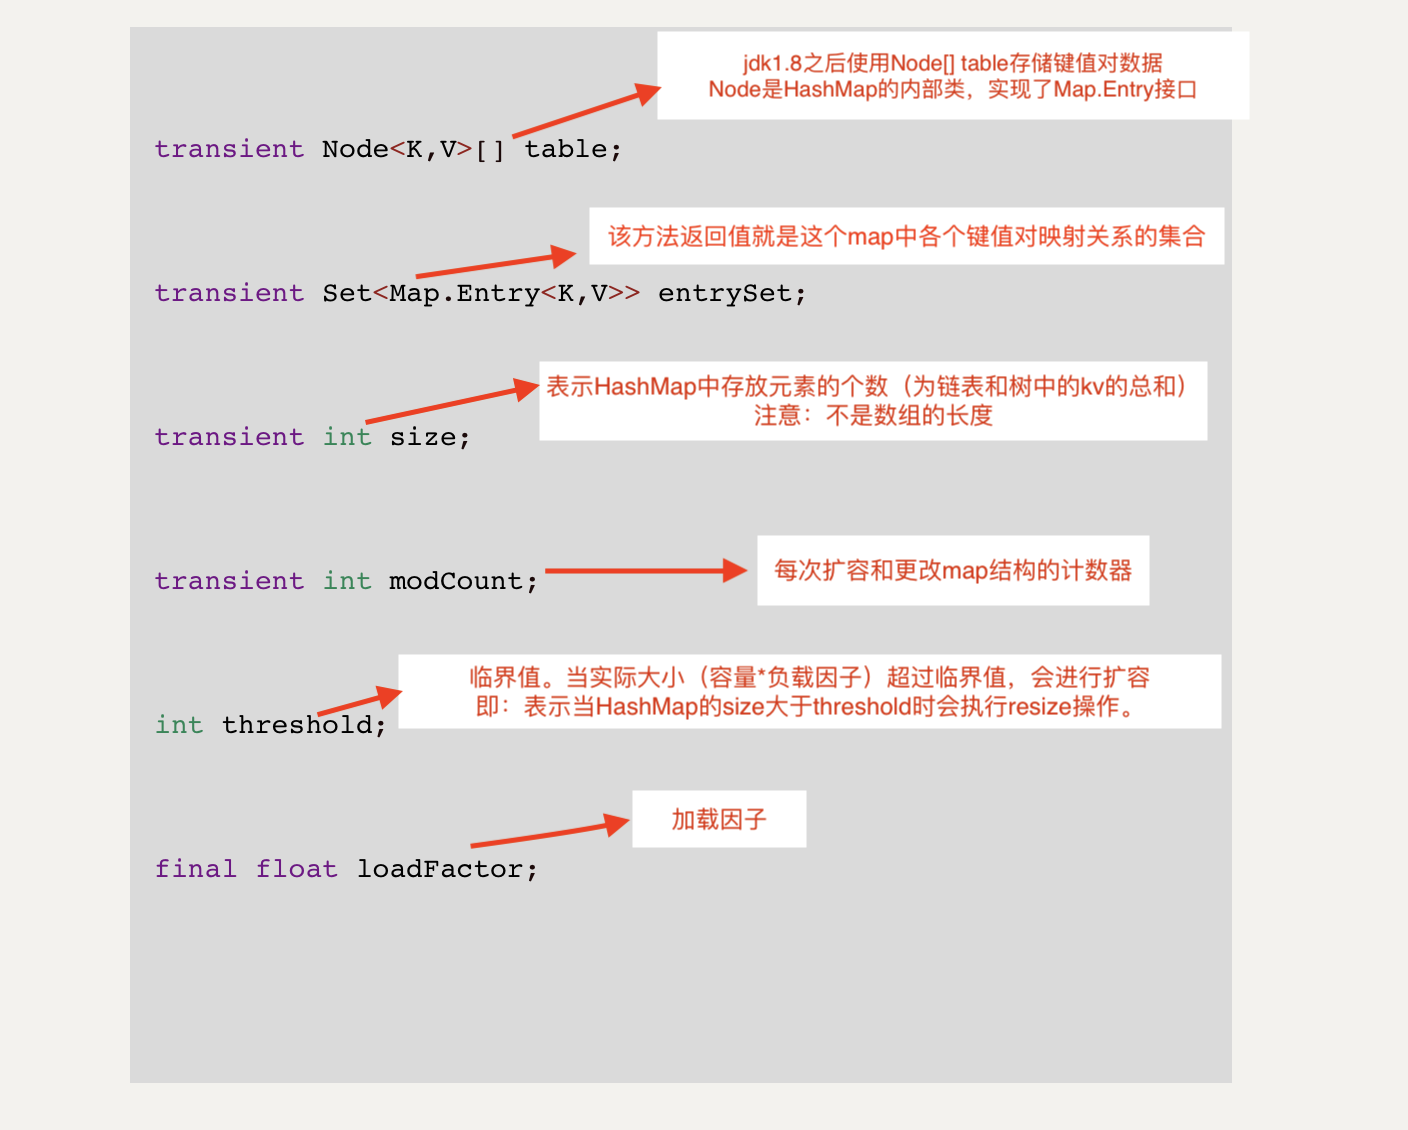 jdk1.8之后使用Node[] table存储键值对数据
Node是HashMap的内部类，实现了Map.Entry接口
transient Node<K,V>[] table;
该方法返回值就是这个map中各个键值对映射关系的集合
transient Set<Map.Entry<K,V>> entrySet;
表示HashMap中存放元素的个数（为链表和树中的kv的总和）
注意：不是数组的长度
transient int size;
transient int modCount;
每次扩容和更改map结构的计数器
临界值。当实际大小（容量*负载因子）超过临界值，会进行扩容
即：表示当HashMap的size大于threshold时会执行resize操作。
int threshold;
加载因子
final float loadFactor;